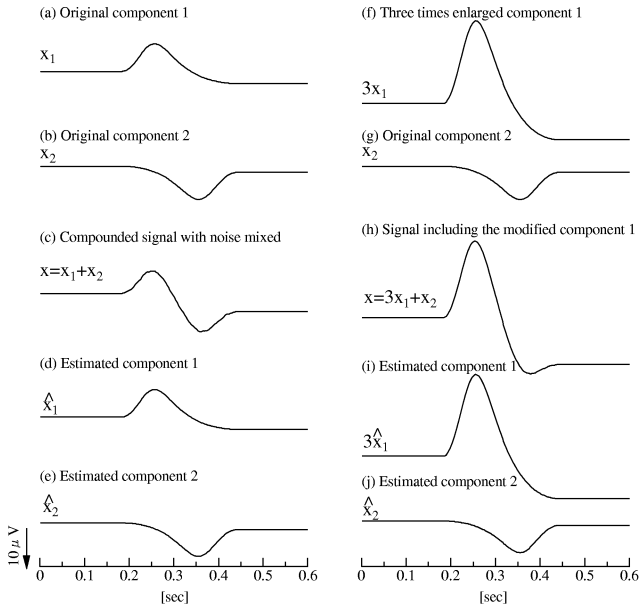 (a) Original component 1
x1
(b) Original component 2
x2
(c) Compounded signal with noise mixed
x=x1+x2
(d) Estimated component 1
x̂1
(e) Estimated component 2
x̂2
10 μV
0 0.1 0.2 0.3 0.4 0.5 0.6
[sec]
(f) Three times enlarged component 1
3x1
(g) Original component 2
x2
(h) Signal including the modified component 1
x=3x1+x2
(i) Estimated component 1
3x̂1
(j) Estimated component 2
x̂2
0 0.1 0.2 0.3 0.4 0.5 0.6
[sec]